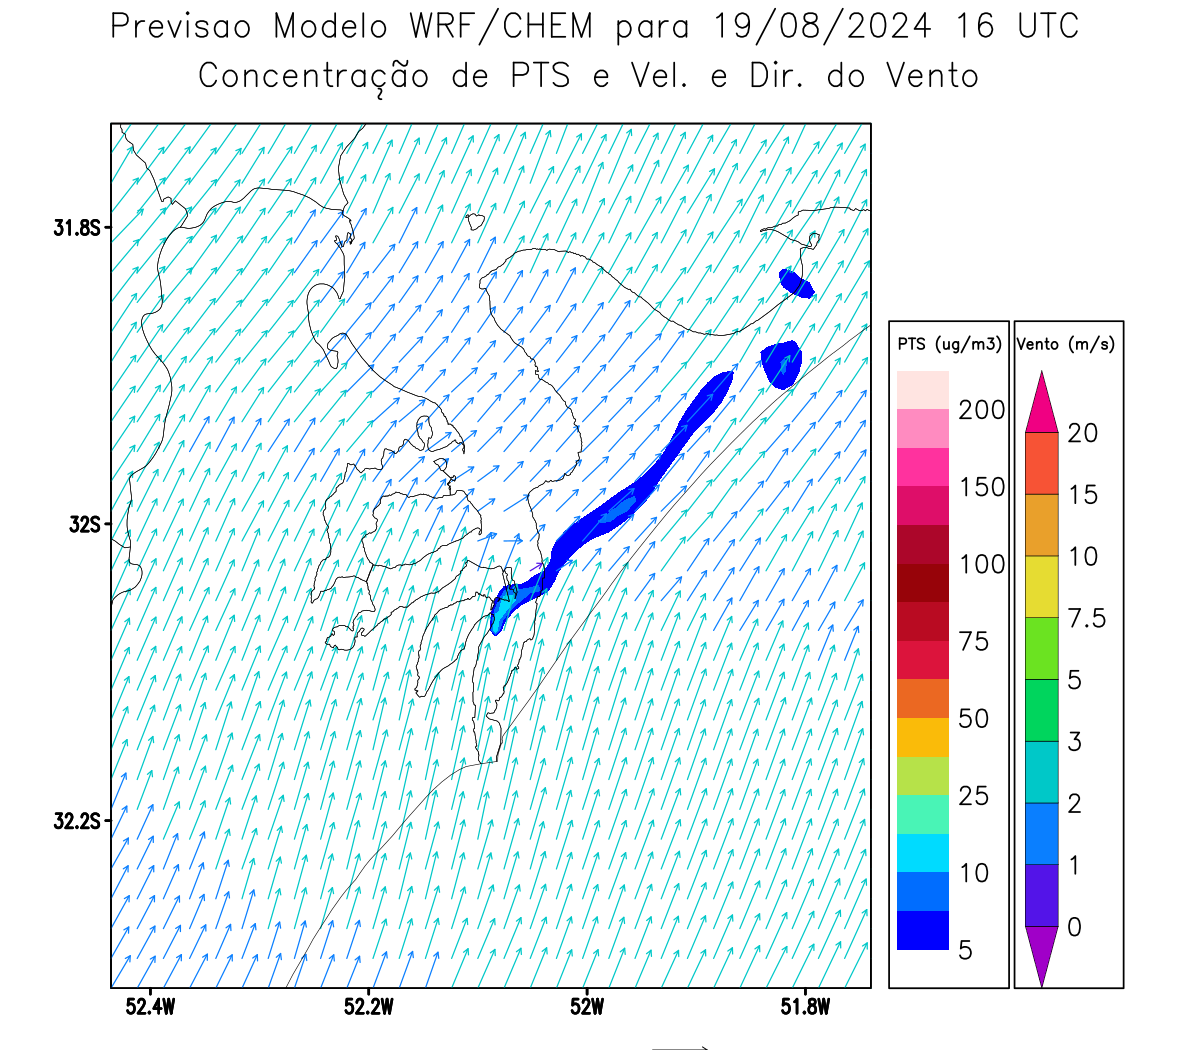 Previsao Modelo WRF/CHEM para 19/08/2024 16 UTC
Concentração de PTS e Vel. e Dir. do Vento
31.8S
32S
32.2S
52.4W
52.2W
52W
51.8W
PTS (ug/m3)
200
150
100
75
50
25
10
5
Vento (m/s)
20
15
10
7.5
5
3
2
1
0